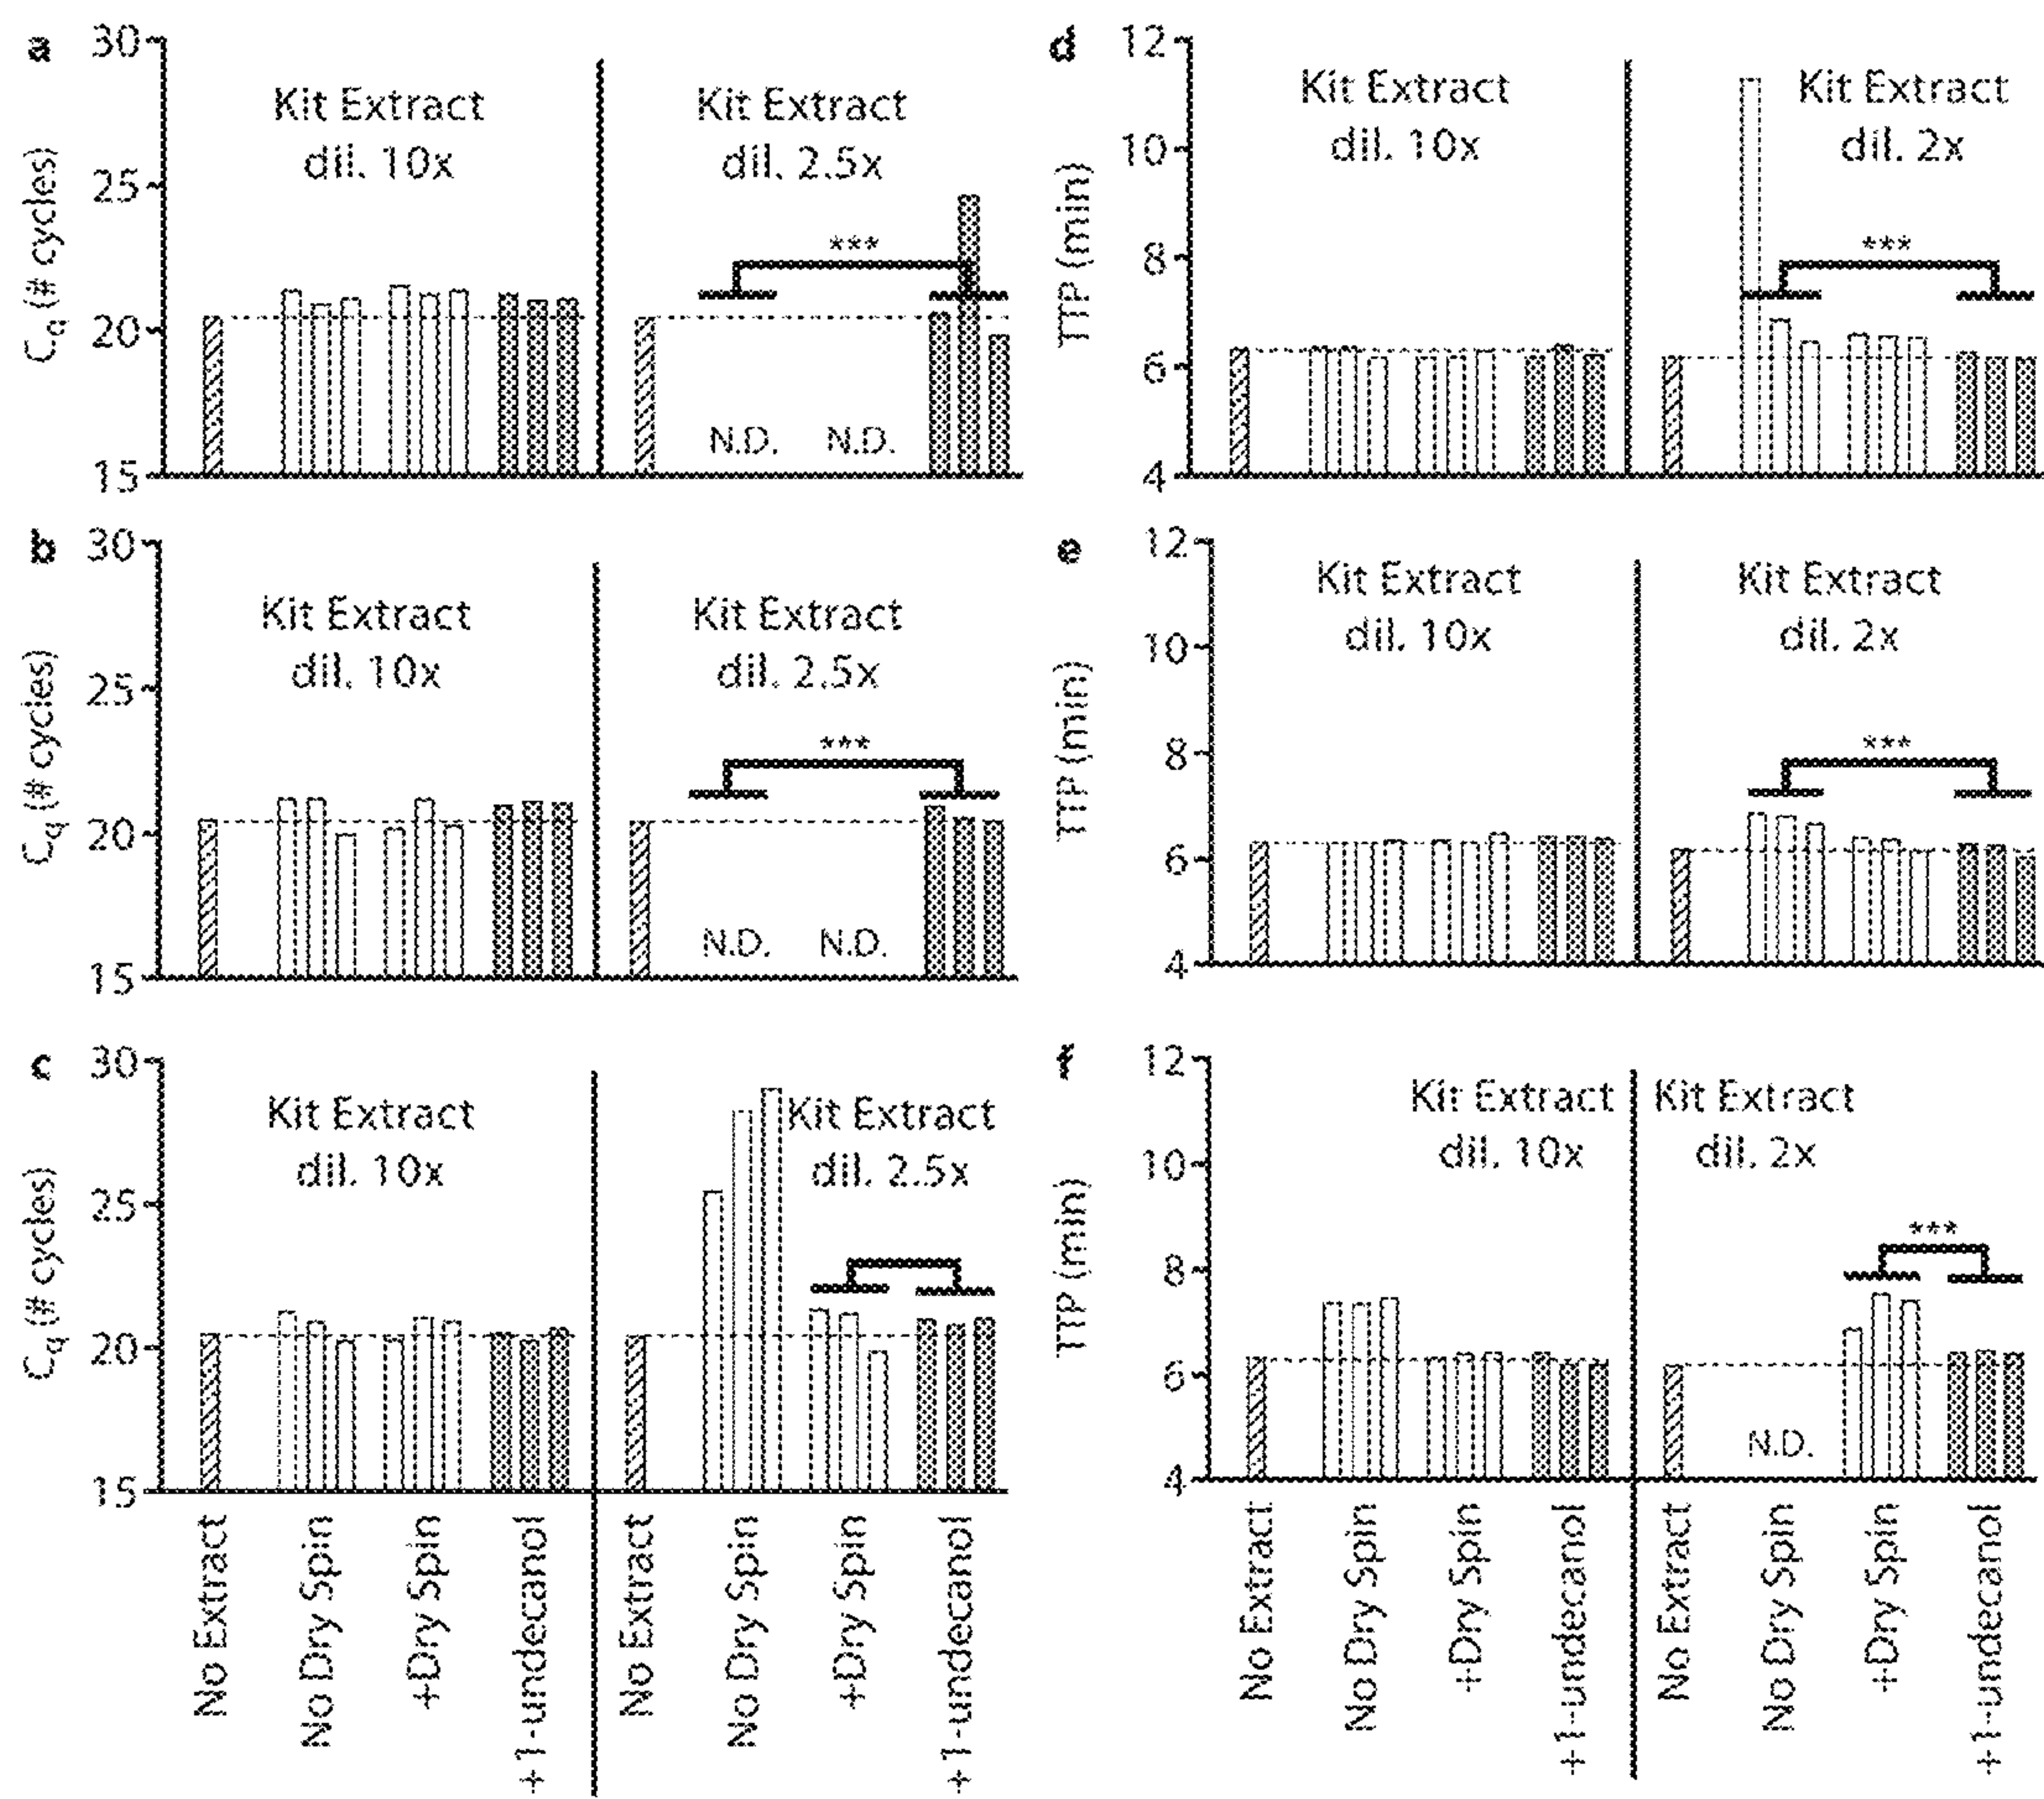 a
30
25
20
15
Cq (# cycles)
Kit Extract
dil. 10x
Kit Extract
dil. 2.5x
***
N.D.
N.D.
d
12
10
8
6
4
TTP (min)
Kit Extract
dil. 10x
Kit Extract
dil. 2x
***
b
30
25
20
15
Cq (# cycles)
Kit Extract
dil. 10x
Kit Extract
dil. 2.5x
***
N.D.
N.D.
e
12
10
8
6
4
TTP (min)
Kit Extract
dil. 10x
Kit Extract
dil. 2x
***
c
30
25
20
15
Cq (# cycles)
Kit Extract
dil. 10x
Kit Extract
dil. 2.5x
No Extract
No Dry Spin
+Dry Spin
+1-undecanol
No Extract
No Dry Spin
+Dry Spin
+1-undecanol
f
12
10
8
6
4
TTP (min)
Kit Extract
dil. 10x
Kit Extract
dil. 2x
***
N.D.
No Extract
No Dry Spin
+Dry Spin
+1-undecanol
No Extract
No Dry Spin
+Dry Spin
+1-undecanol